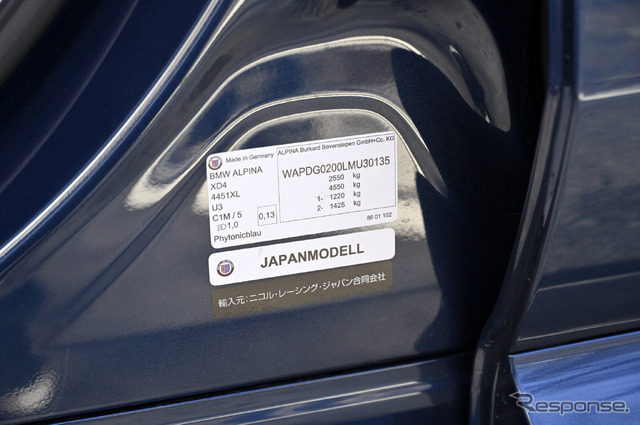 Made in Germany
ALPINA Burkard Bovensiepen GmbH+Co. KG
BMW ALPINA
XD4
4451XL
U3
C1M / 5
1,0
0,13
Phytonicblau
WAPDG0200LMU30135
2550 kg
4550 kg
1- 1220 kg
2- 1425 kg
86 01 102
JAPANMODELL
輸入元:ニコル・レーシング・ジャパン合同会社
Response.